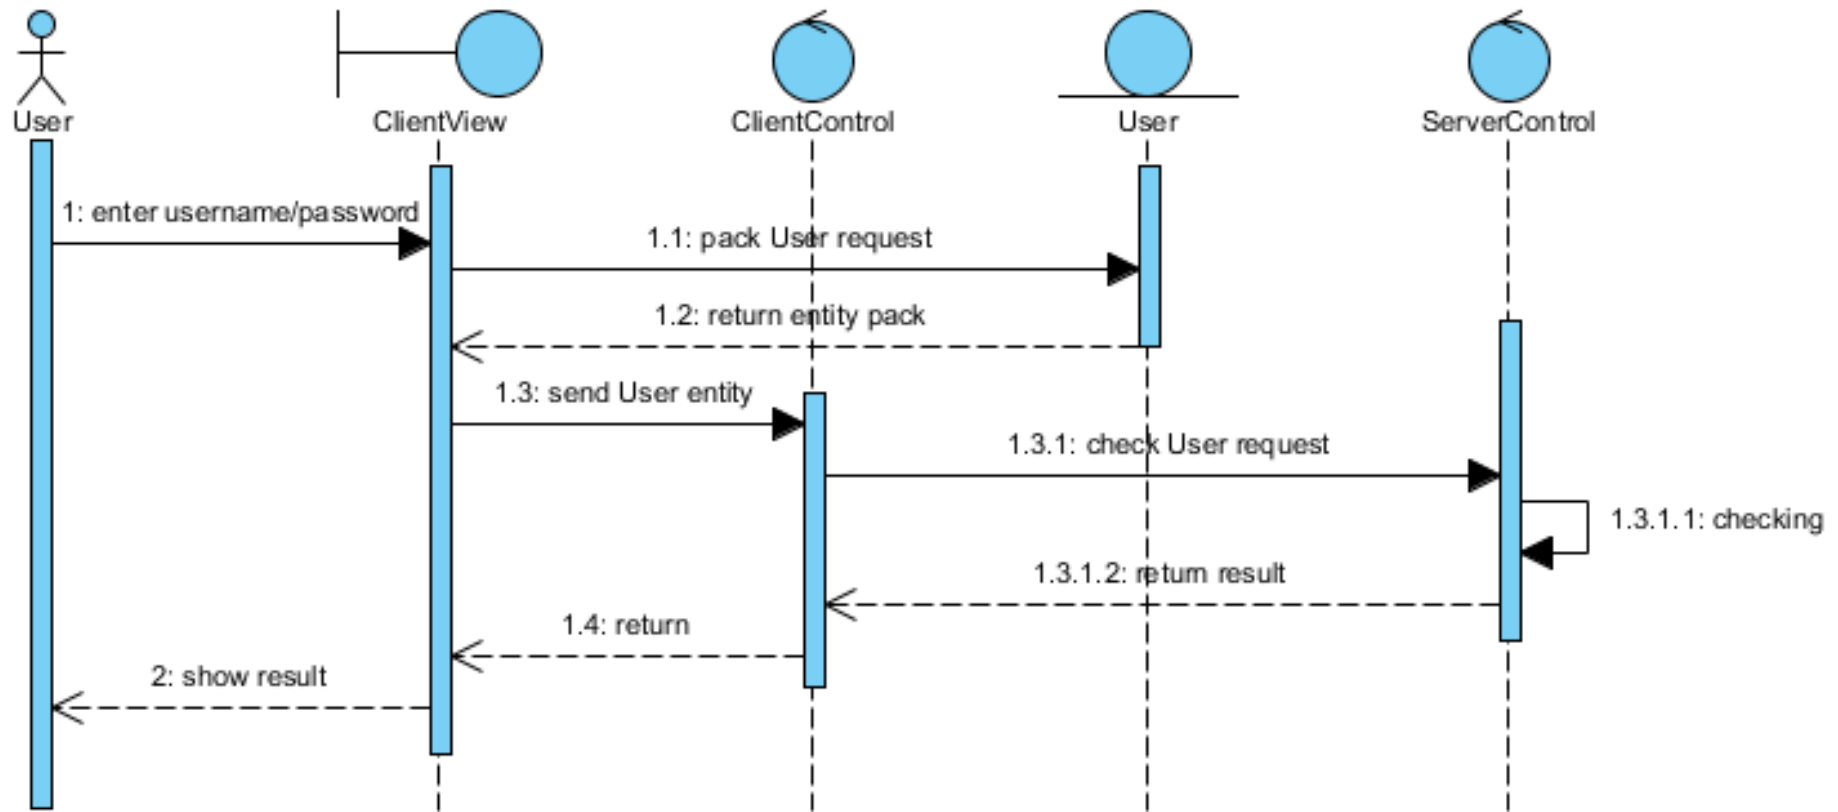 User
ClientView
ClientControl
User
ServerControl
1: enter username/password
1.1: pack User request
1.2: return entity pack
1.3: send User entity
1.3.1: check User request
1.3.1.1: checking
1.3.1.2: return result
1.4: return
2: show result